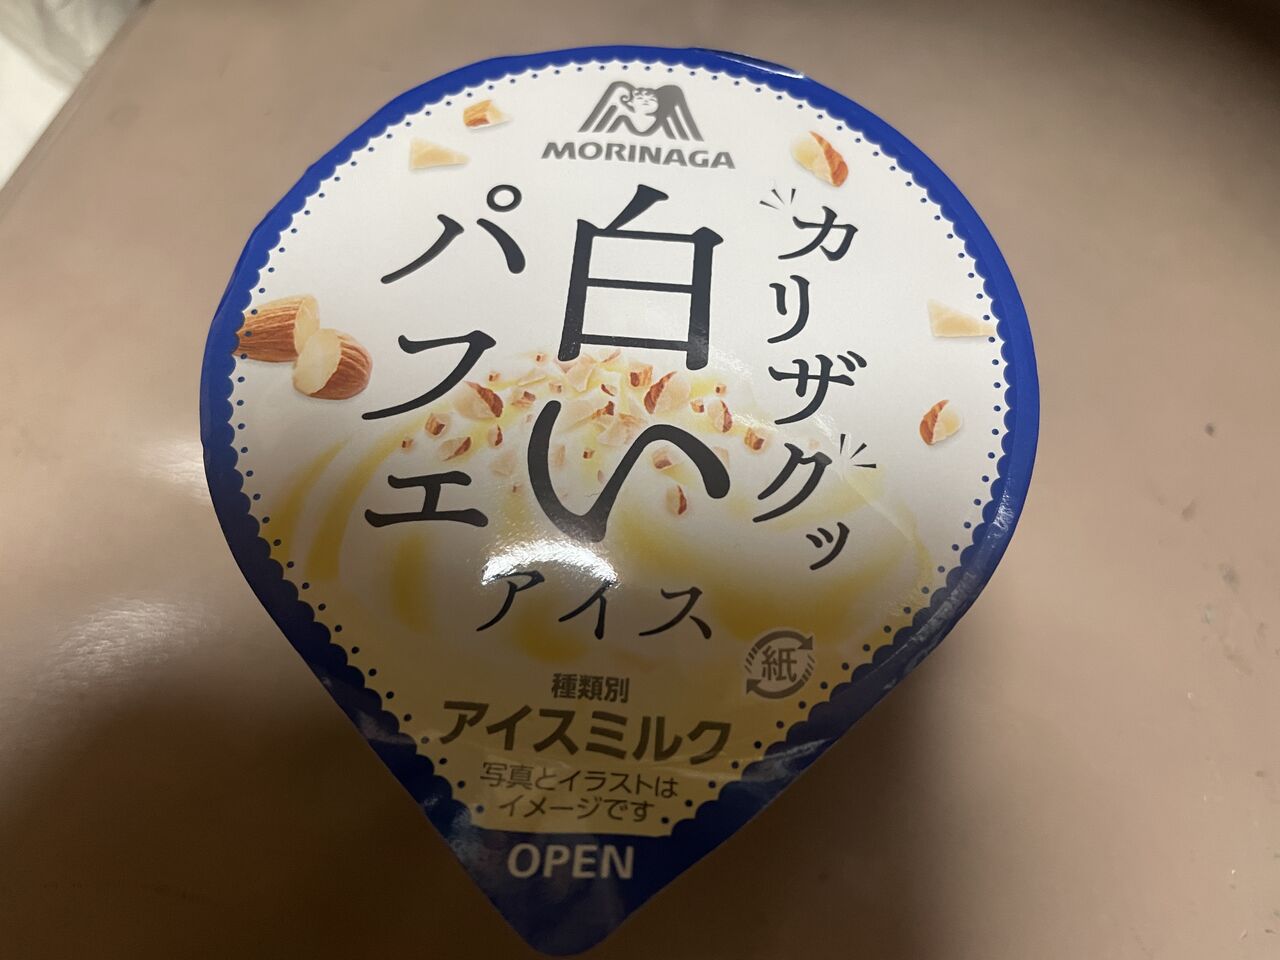 MORINAGA
カリザクッ
白い
パフェ
アイス
紙
種類別
アイスミルク
写真とイラストは
イメージです
OPEN